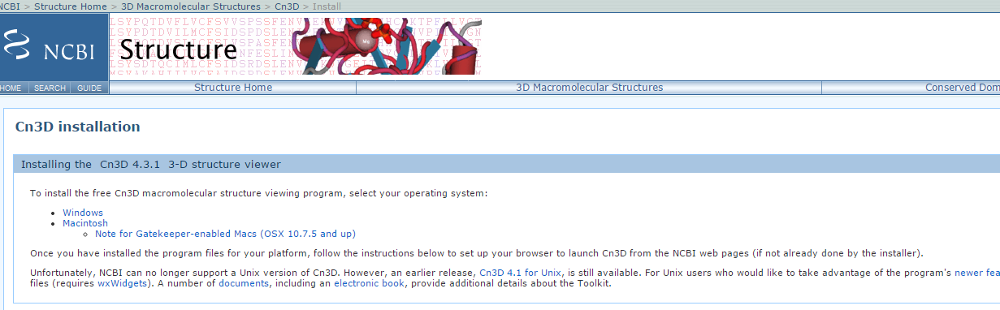 NCBI > Structure Home > 3D Macromolecular Structures > Cn3D > Install
NCBI
Structure
HOME SEARCH GUIDE Structure Home 3D Macromolecular Structures Conserved Dom
Cn3D installation
Installing the Cn3D 4.3.1 3-D structure viewer
To install the free Cn3D macromolecular structure viewing program, select your operating system:
Windows
Macintosh
Note for Gatekeeper-enabled Macs (OSX 10.7.5 and up)
Once you have installed the program files for your platform, follow the instructions below to set up your browser to launch Cn3D from the NCBI web pages (if not already done by the installer).
Unfortunately, NCBI can no longer support a Unix version of Cn3D. However, an earlier release, Cn3D 4.1 for Unix, is still available. For Unix users who would like to take advantage of the program's newer fea
files (requires wxWidgets). A number of documents, including an electronic book, provide additional details about the Toolkit.